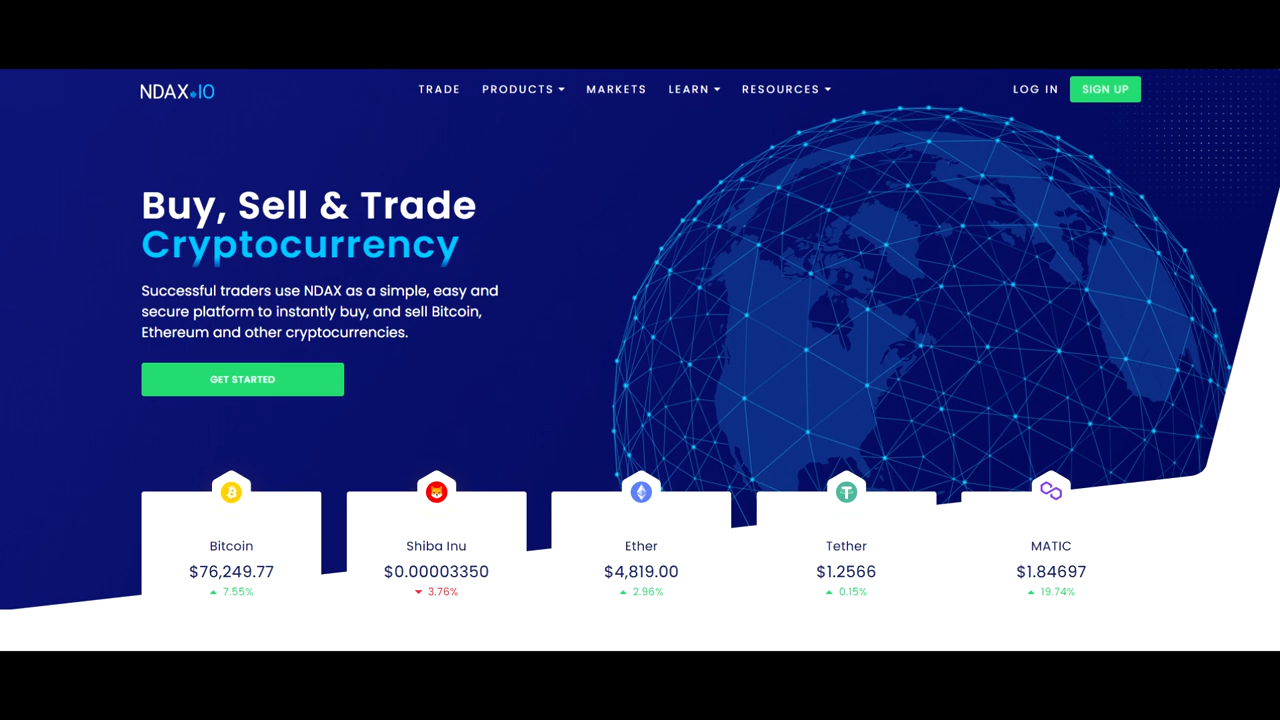 NDAX IO
TRADE PRODUCTS MARKETS LEARN RESOURCES LOG IN SIGN UP
Buy, Sell & Trade
Cryptocurrency
Successful traders use NDAX as a simple, easy and
secure platform to instantly buy, and sell Bitcoin,
Ethereum and other cryptocurrencies.
GET STARTED
Bitcoin Shiba Inu Ether Tether MATIC
$76,249.77 $0.00003350 $4,819.00 $1.2566 $1.84697
7.55% 3.76% 2.96% 0.15% 19.74%